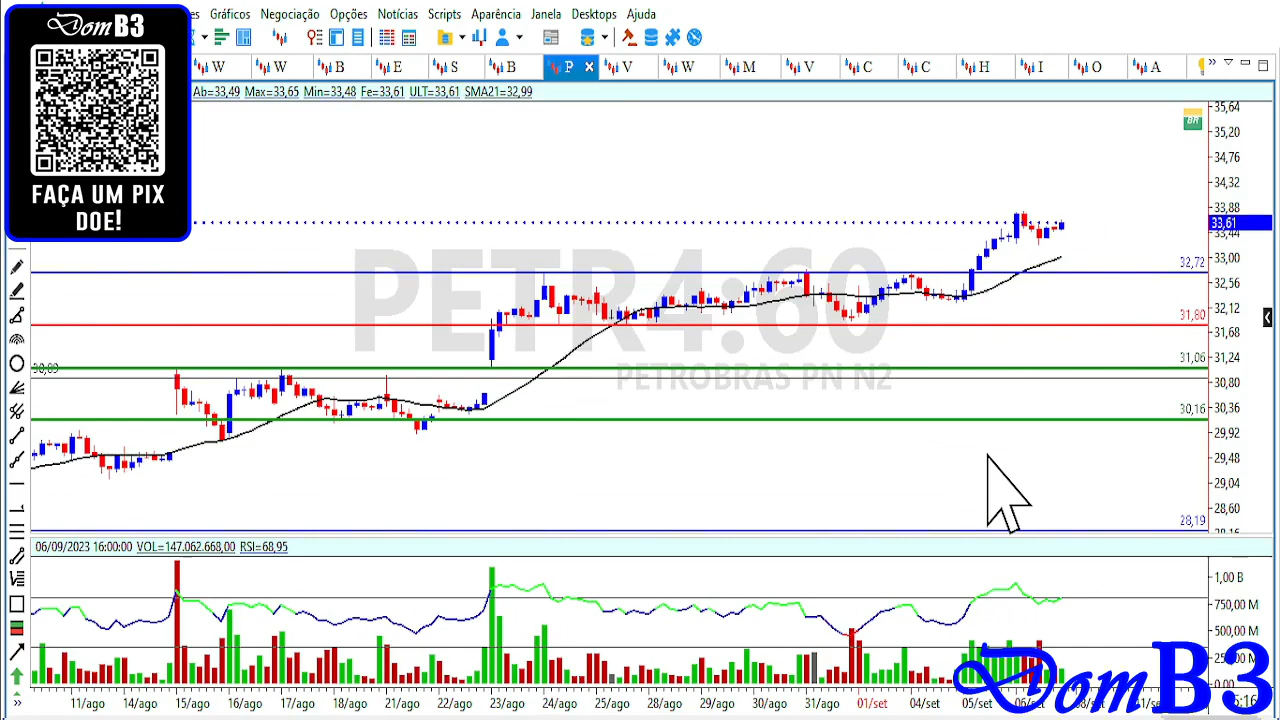 DomB3
FAÇA UM PIX
DOE!
Gráficos Negociação Opções Notícias Scripts Aparência Janela Desktops Ajuda
W W B E S B P V W M V C C H I O A
Ab=33,49 Max=33,65 Min=33,48 Fe=33,61 ULT=33,61 SMA21=32,99
35,64
35,20
34,76
34,32
33,88
33,61
33,44
33,00
32,72
32,56
32,12
31,80
31,68
31,24
31,06
30,80
30,36
30,16
29,92
29,48
29,04
28,60
28,19
28,16
PETR4:60
PETROBRAS PN N2
06/09/2023 16:00:00 VOL=147.062.668,00 RSI=68,95
1,00 B
750,00 M
500,00 M
0,00
11/ago 14/ago 15/ago 16/ago 17/ago 18/ago 21/ago 22/ago 23/ago 24/ago 25/ago 28/ago 29/ago 30/ago 31/ago 01/set 04/set 05/set 06/set
DomB3